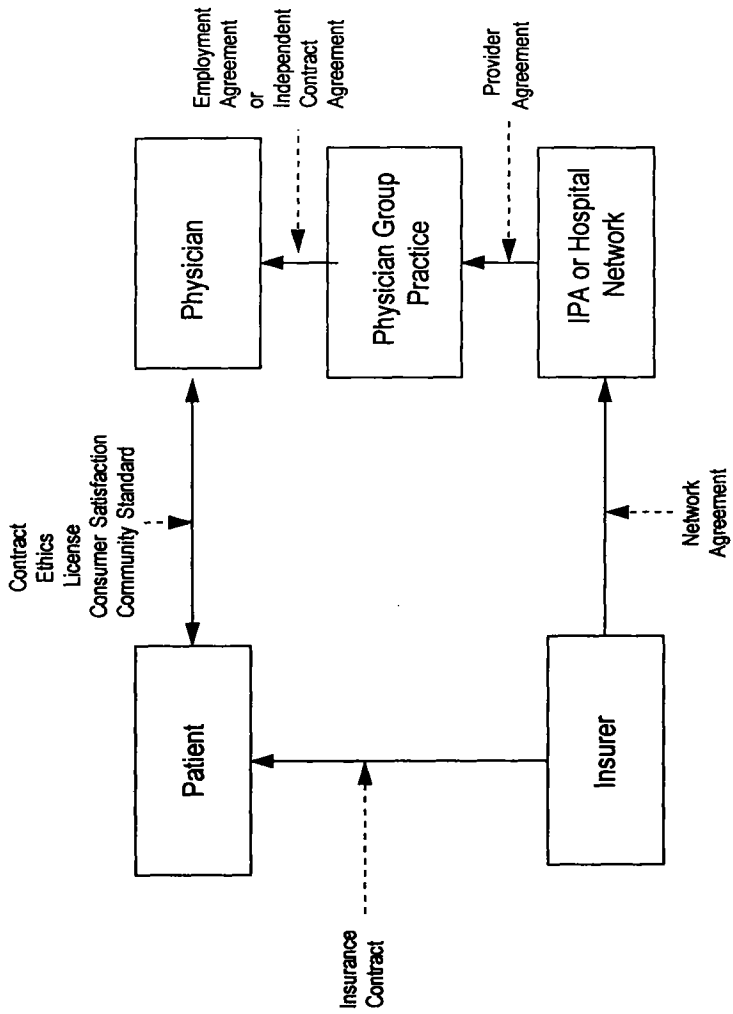 Contract
Ethics
License
Consumer Satisfaction
Community Standard
Employment
Agreement
or
Independent
Contract
Agreement
Patient
Physician
Physician Group
Practice
Provider
Agreement
Insurance
Contract
Insurer
IPA or Hospital
Network
Network
Agreement